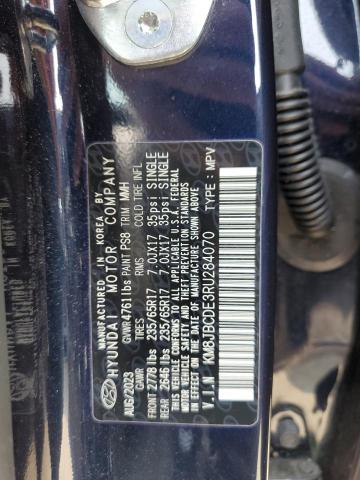 MANUFACTURED IN KOREA BY
HYUNDAI MOTOR COMPANY
AUG/2023 GVWR 4761 lbs PAINT PS8 TRIM MMH
GAWR TIRES RIMS COLD TIRE INFL
FRONT 2778 lbs 235/65R17 7.0JX17 35psi SINGLE
REAR 2646 lbs 235/65R17 7.0JX17 35psi SINGLE
THIS VEHICLE CONFORMS TO ALL APPLICABLE U.S.A. FEDERAL
MOTOR VEHICLE SAFETY AND THEFT PREVENTION
V.I.N : KM8JBCDE3RU284070 TYPE : MPV